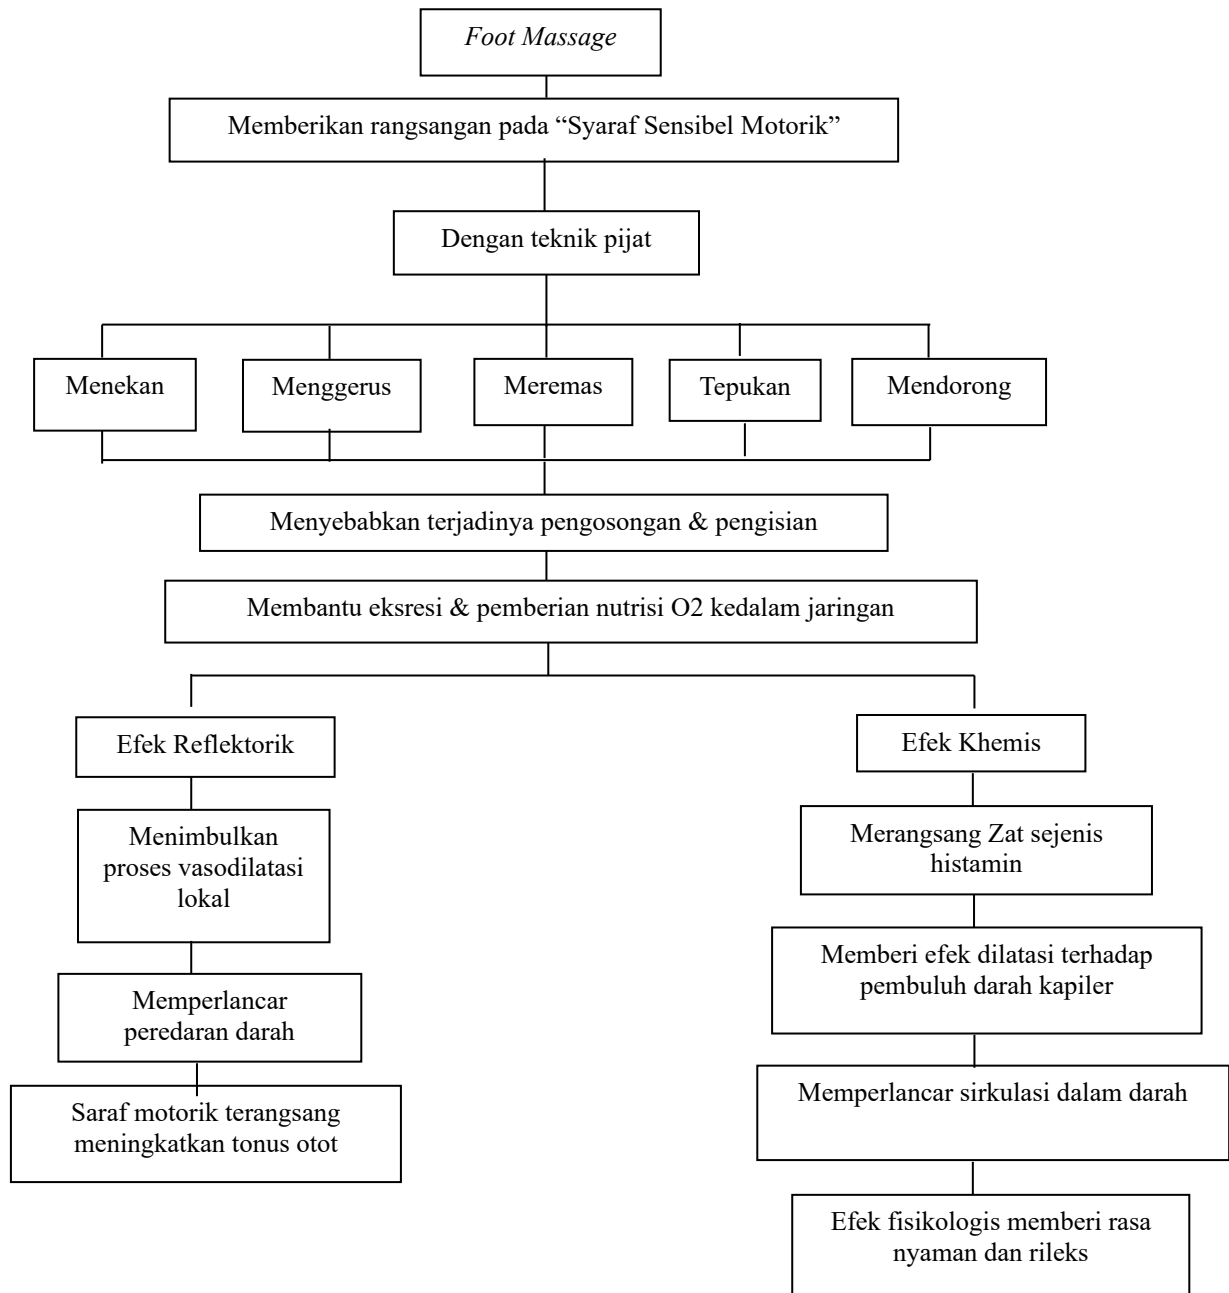 Foot Massage
Memberikan rangsangan pada “Syaraf Sensibel Motorik”
Dengan teknik pijat
Menekan
Menggerus
Meremas
Tepukan
Mendorong
Menyebabkan terjadinya pengosongan & pengisian
Membantu eksresi & pemberian nutrisi O2 kedalam jaringan
Efek Reflektorik
Menimbulkan
proses vasodilatasi
lokal
Memperlancar
peredaran darah
Saraf motorik terangsang
meningkatkan tonus otot
Efek Khemis
Merangsang Zat sejenis
histamin
Memberi efek dilatasi terhadap
pembuluh darah kapiler
Memperlancar sirkulasi dalam darah
Efek fisikologis memberi rasa
nyaman dan rileks